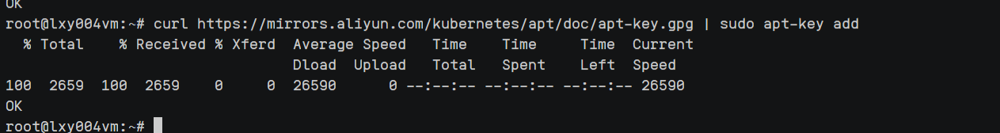 OK
root@lxy004vm:~# curl https://mirrors.aliyun.com/kubernetes/apt/doc/apt-key.gpg | sudo apt-key add
  % Total    % Received % Xferd  Average Speed   Time    Time     Time  Current
                                 Dload  Upload   Total   Spent    Left  Speed
100  2659  100  2659    0     0  26590      0 --:--:-- --:--:-- --:--:-- 26590
OK
root@lxy004vm:~#